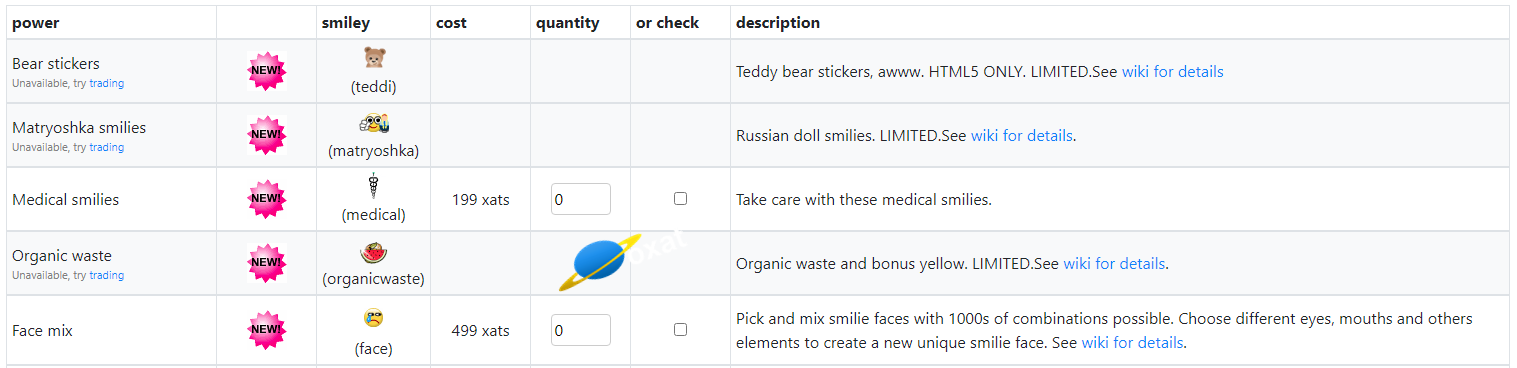 power smiley cost quantity or check description
Bear stickers
Unavailable, try trading
NEW!
(teddi)
Teddy bear stickers, awww. HTML5 ONLY. LIMITED.See wiki for details
Matryoshka smilies
Unavailable, try trading
NEW!
(matryoshka)
Russian doll smilies. LIMITED.See wiki for details.
Medical smilies
NEW!
(medical)
199 xats
0
Take care with these medical smilies.
Organic waste
Unavailable, try trading
NEW!
(organicwaste)
oxat
Organic waste and bonus yellow. LIMITED.See wiki for details.
Face mix
NEW!
(face)
499 xats
0
Pick and mix smilie faces with 1000s of combinations possible. Choose different eyes, mouths and others
elements to create a new unique smilie face. See wiki for details.